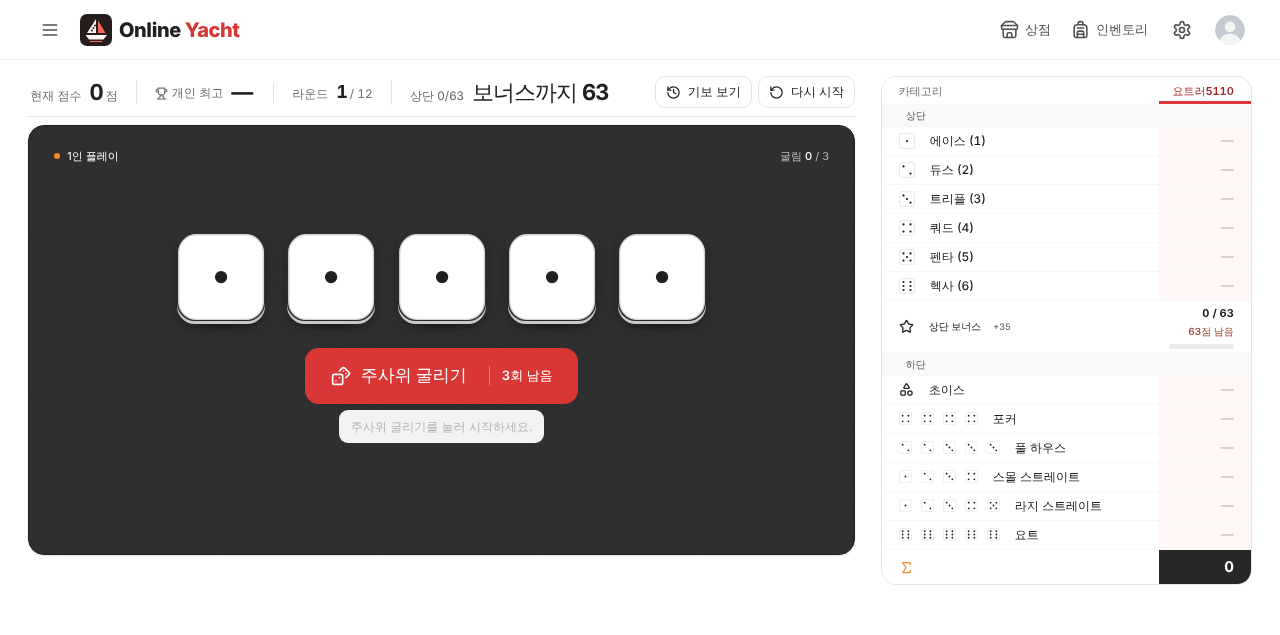 Online Yacht
상점
인벤토리
현재 점수 0 점
개인 최고 —
라운드 1 / 12
상단 0/63 보너스까지 63
기보 보기
다시 시작
1인 플레이
굴림 0 / 3
주사위 굴리기 3회 남음
주사위 굴리기를 눌러 시작하세요.
카테고리 요트러5110
상단
에이스 (1) —
듀스 (2) —
트리플 (3) —
쿼드 (4) —
펜타 (5) —
헥사 (6) —
상단 보너스 +35 0 / 63
63점 남음
하단
초이스 —
포커 —
풀 하우스 —
스몰 스트레이트 —
라지 스트레이트 —
요트 —
Σ 0